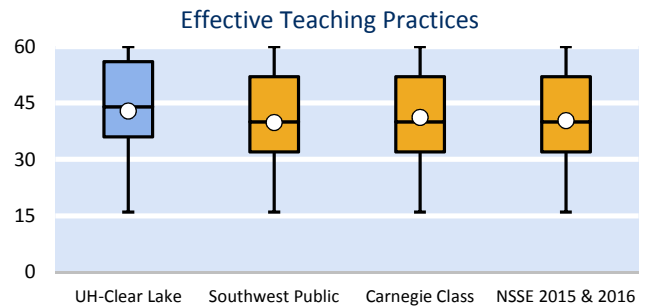 Effective Teaching Practices
60
45
30
15
0
UH-Clear Lake Southwest Public Carnegie Class NSSE 2015 & 2016